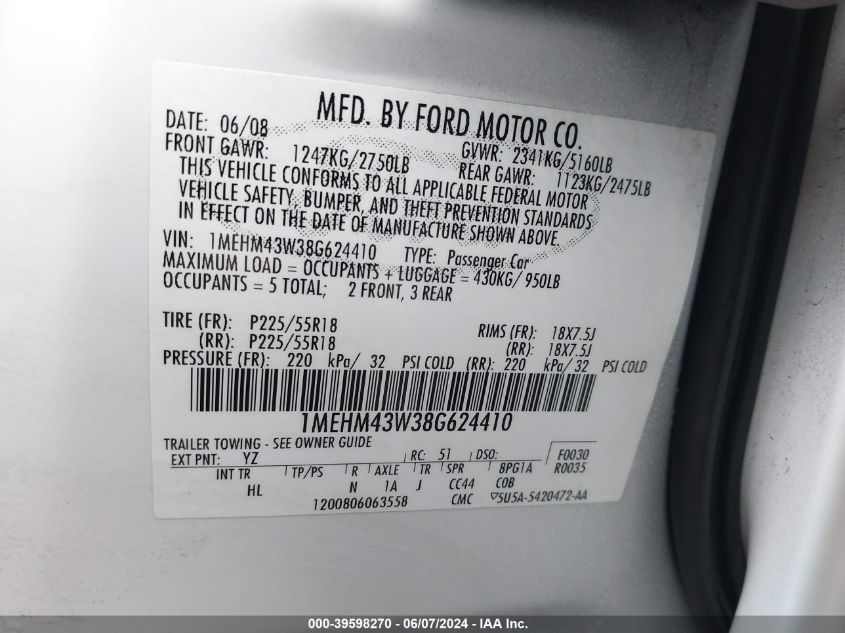 MFD. BY FORD MOTOR CO.
DATE: 06/08 GVWR: 2341KG/5160LB
FRONT GAWR: 1247KG/2750LB REAR GAWR: 1123KG/2475LB
THIS VEHICLE CONFORMS TO ALL APPLICABLE FEDERAL MOTOR
VEHICLE SAFETY, BUMPER, AND THEFT PREVENTION STANDARDS
IN EFFECT ON THE DATE OF MANUFACTURE SHOWN ABOVE.
VIN: 1MEHM43W38G624410 TYPE: Passenger Car
MAXIMUM LOAD = OCCUPANTS + LUGGAGE = 430KG/ 950LB
OCCUPANTS = 5 TOTAL; 2 FRONT, 3 REAR
TIRE (FR): P225/55R18 RIMS (FR): 18X7.5J
(RR): P225/55R18 (RR): 18X7.5J
PRESSURE (FR): 220 kPa/ 32 PSI COLD (RR): 220 kPa/ 32 PSI COLD
1MEHM43W38G624410
TRAILER TOWING - SEE OWNER GUIDE
EXT PNT: YZ RC: 51 DSO: F0030
R0035
INT TR TP/PS R AXLE TR SPR 8PG1A
HL N 1A J CC44 COB
1200806063558 CMC ▽5U5A-5420472-AA
000-39598270 - 06/07/2024 - IAA Inc.